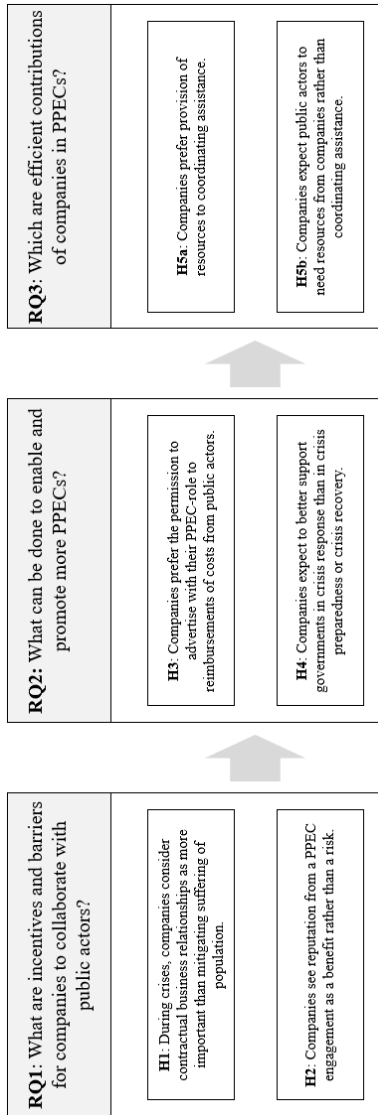 RQ1: What are incentives and barriers
for companies to collaborate with
public actors?
H1: During crises, companies consider
contractual business relationships as more
important than mitigating suffering of
population.
H2: Companies see reputation from a PPEC
engagement as a benefit rather than a risk.
RQ2: What can be done to enable and
promote more PPECs?
H3: Companies prefer the permission to
advertise with their PPEC-role to
reimbursements of costs from public actors.
H4: Companies expect to better support
governments in crisis response than in crisis
preparedness or crisis recovery.
RQ3: Which are efficient contributions
of companies in PPECs?
H5a: Companies prefer provision of
resources to coordinating assistance.
H5b: Companies expect public actors to
need resources from companies rather than
coordinating assistance.